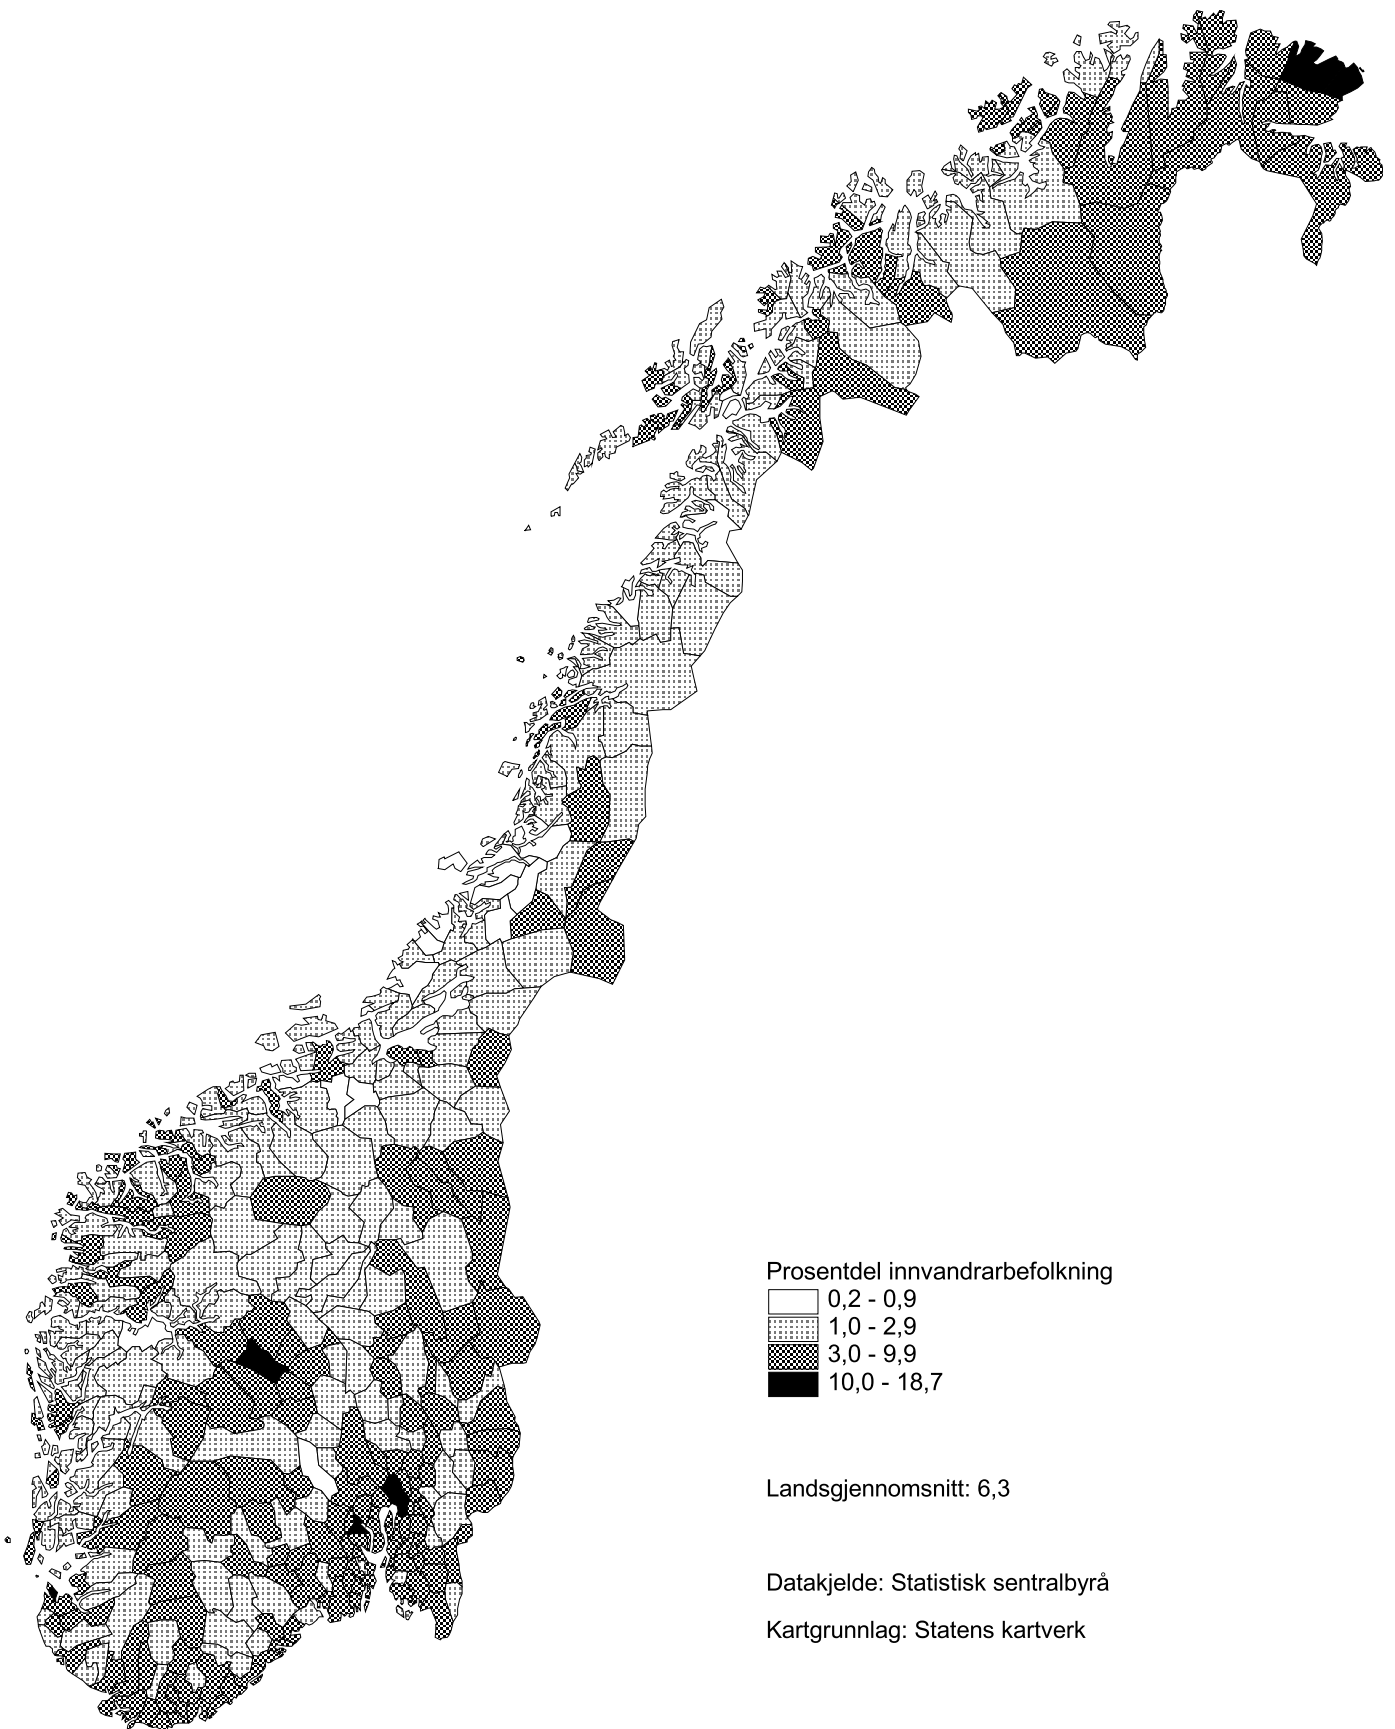 Prosentdel innvandrarbefolkning
0,2 - 0,9
1,0 - 2,9
3,0 - 9,9
10,0 - 18,7
Landsgjennomsnitt: 6,3
Datakjelde: Statistisk sentralbyrå
Kartgrunnlag: Statens kartverk